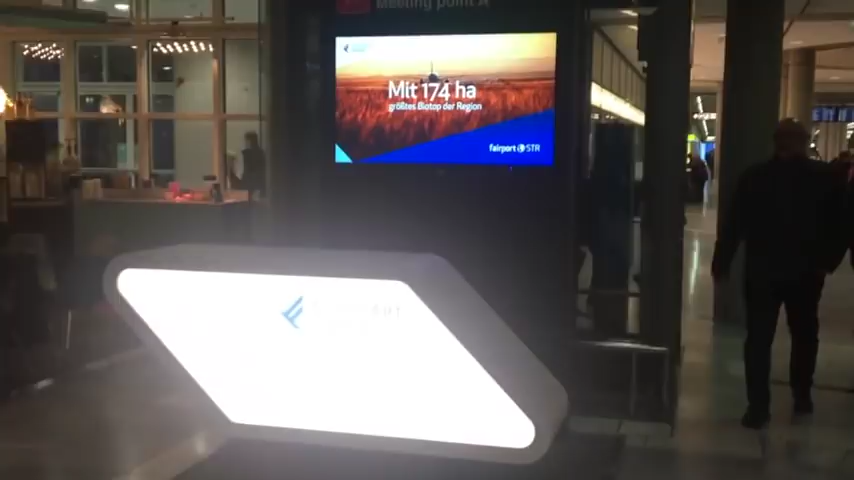 Meeting point A
Mit 174 ha
größtes Biotop der Region
fairport STR